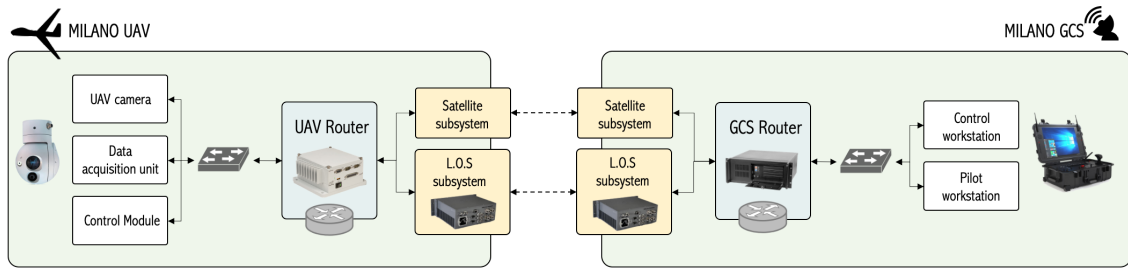 MILANO UAV
MILANO GCS
UAV camera
Data
acquisition unit
Control Module
UAV Router
Satellite
subsystem
L.O.S
subsystem
Satellite
subsystem
L.O.S
subsystem
GCS Router
Control
workstation
Pilot
workstation